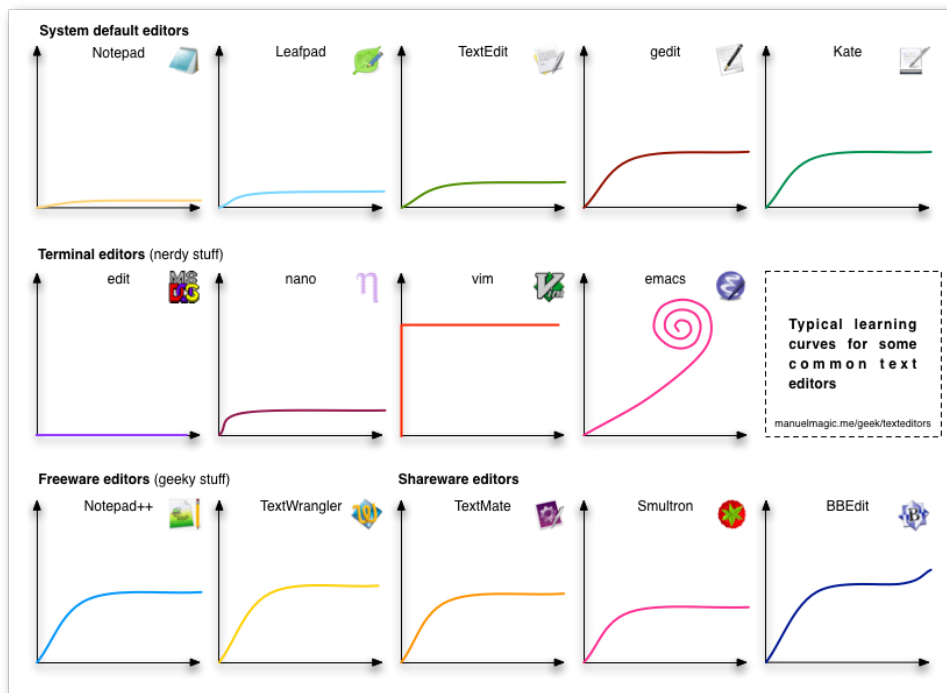 System default editors
Notepad
Leafpad
TextEdit
gedit
Kate
Terminal editors (nerdy stuff)
edit
nano
vim
emacs
Typical learning
curves for some
common text
editors
manuelmagic.me/geek/texteditors
Freeware editors (geeky stuff)
Shareware editors
Notepad++
TextWrangler
TextMate
Smultron
BBEdit